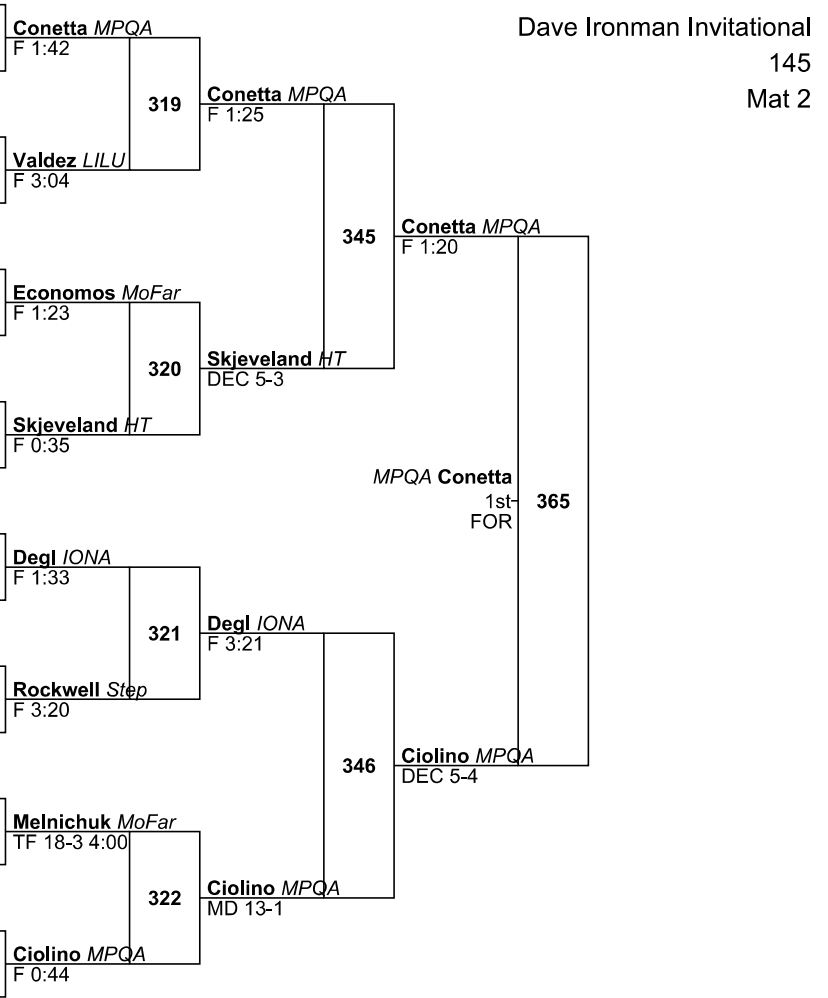 Dave Ironman Invitational
145
Mat 2
Conetta MPQA
F 1:42
319
Conetta MPQA
F 1:25
Valdez LILU
F 3:04
345
Conetta MPQA
F 1:20
Economos MoFar
F 1:23
320
Skjeveland HT
DEC 5-3
Skjeveland HT
F 0:35
MPQA Conetta
1st
FOR
365
Degl IONA
F 1:33
321
Degl IONA
F 3:21
Rockwell Step
F 3:20
346
Ciolino MPQA
DEC 5-4
Melnichuk MoFar
TF 18-3 4:00
322
Ciolino MPQA
MD 13-1
Ciolino MPQA
F 0:44